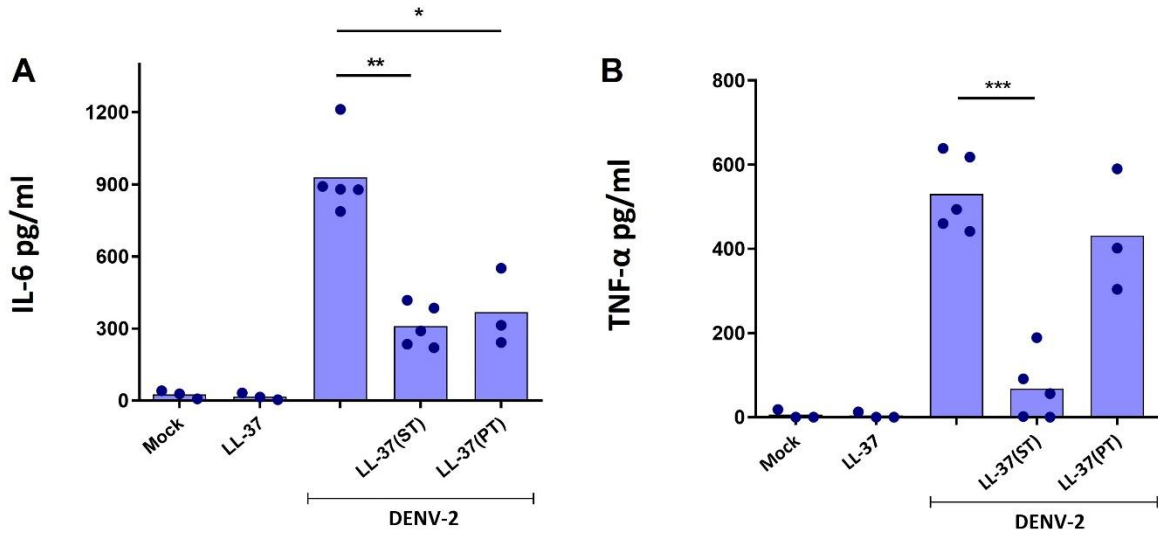 A
IL-6 pg/ml
1200
900
600
300
0
*
**
Mock
LL-37
LL-37(ST)
LL-37(PT)
DENV-2
B
TNF-α pg/ml
800
600
400
200
0
***
Mock
LL-37
LL-37(ST)
LL-37(PT)
DENV-2